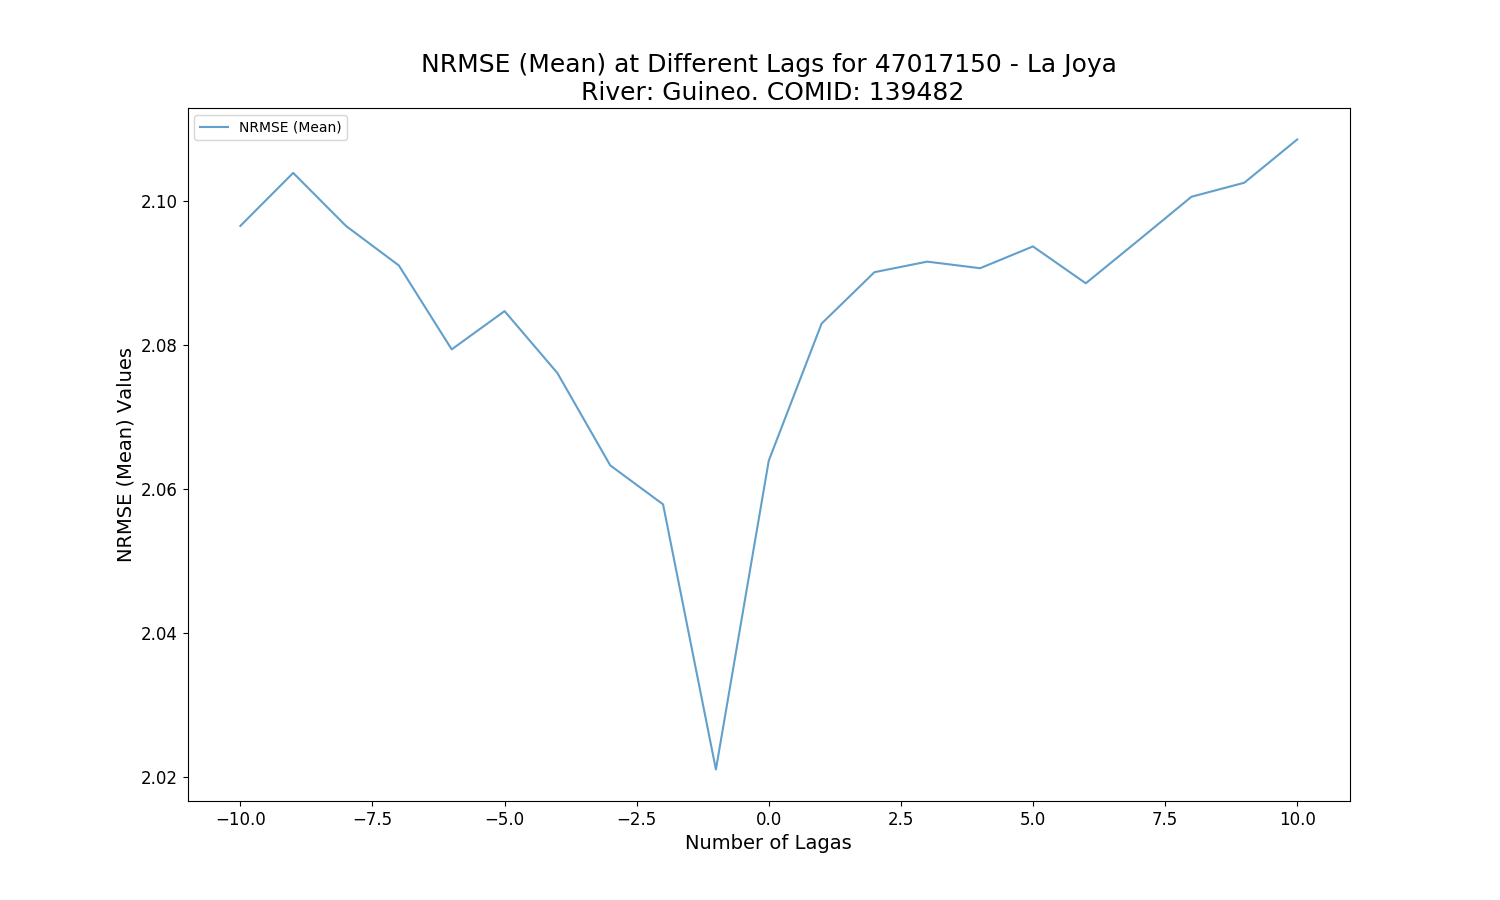 NRMSE (Mean) at Different Lags for 47017150 - La Joya
River: Guineo. COMID: 139482
NRMSE (Mean)
NRMSE (Mean) Values
2.10
2.08
2.06
2.04
2.02
−10.0 −7.5 −5.0 −2.5 0.0 2.5 5.0 7.5 10.0
Number of Lagas